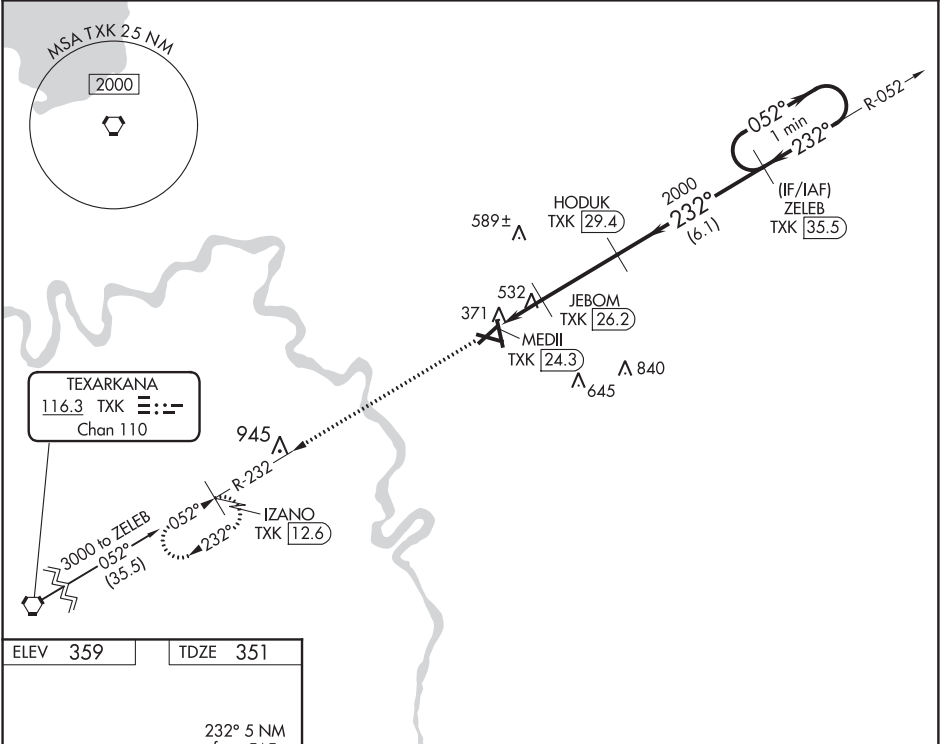 MSA TXK 25 NM
2000
052°
1 min
232°
R-052
(IF/IAF)
ZELEB
TXK 35.5
2000
232°
(6.1)
HODUK
TXK 29.4
589±
532
371
JEBOM
TXK 26.2
MEDII
TXK 24.3
840
645
TEXARKANA
116.3 TXK
Chan 110
945
R-232
IZANO
TXK 12.6
052°
232°
3000 to ZELEB
052°
(35.5)
ELEV 359
TDZE 351
232° 5 NM